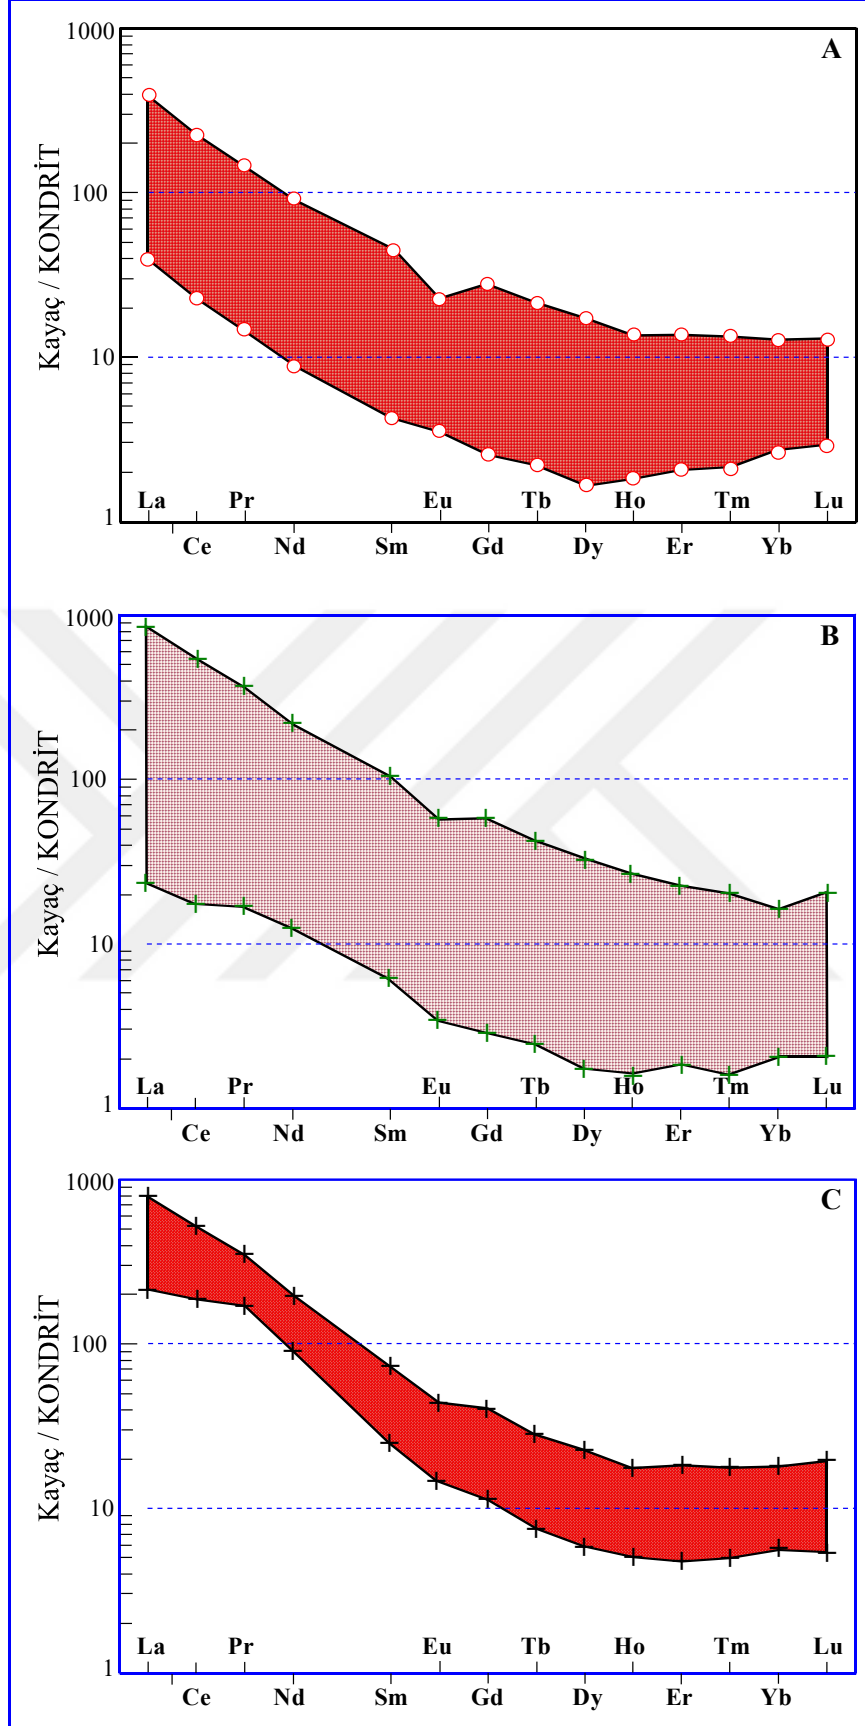 1000
A
Kayaç / KONDRİT
100
10
La Pr Eu Tb Ho Tm Lu
1
Ce Nd Sm Gd Dy Er Yb
1000
B
Kayaç / KONDRİT
100
10
La Pr Eu Tb Ho Tm Lu
1
Ce Nd Sm Gd Dy Er Yb
1000
C
Kayaç / KONDRİT
100
10
La Pr Eu Tb Ho Tm Lu
1
Ce Nd Sm Gd Dy Er Yb